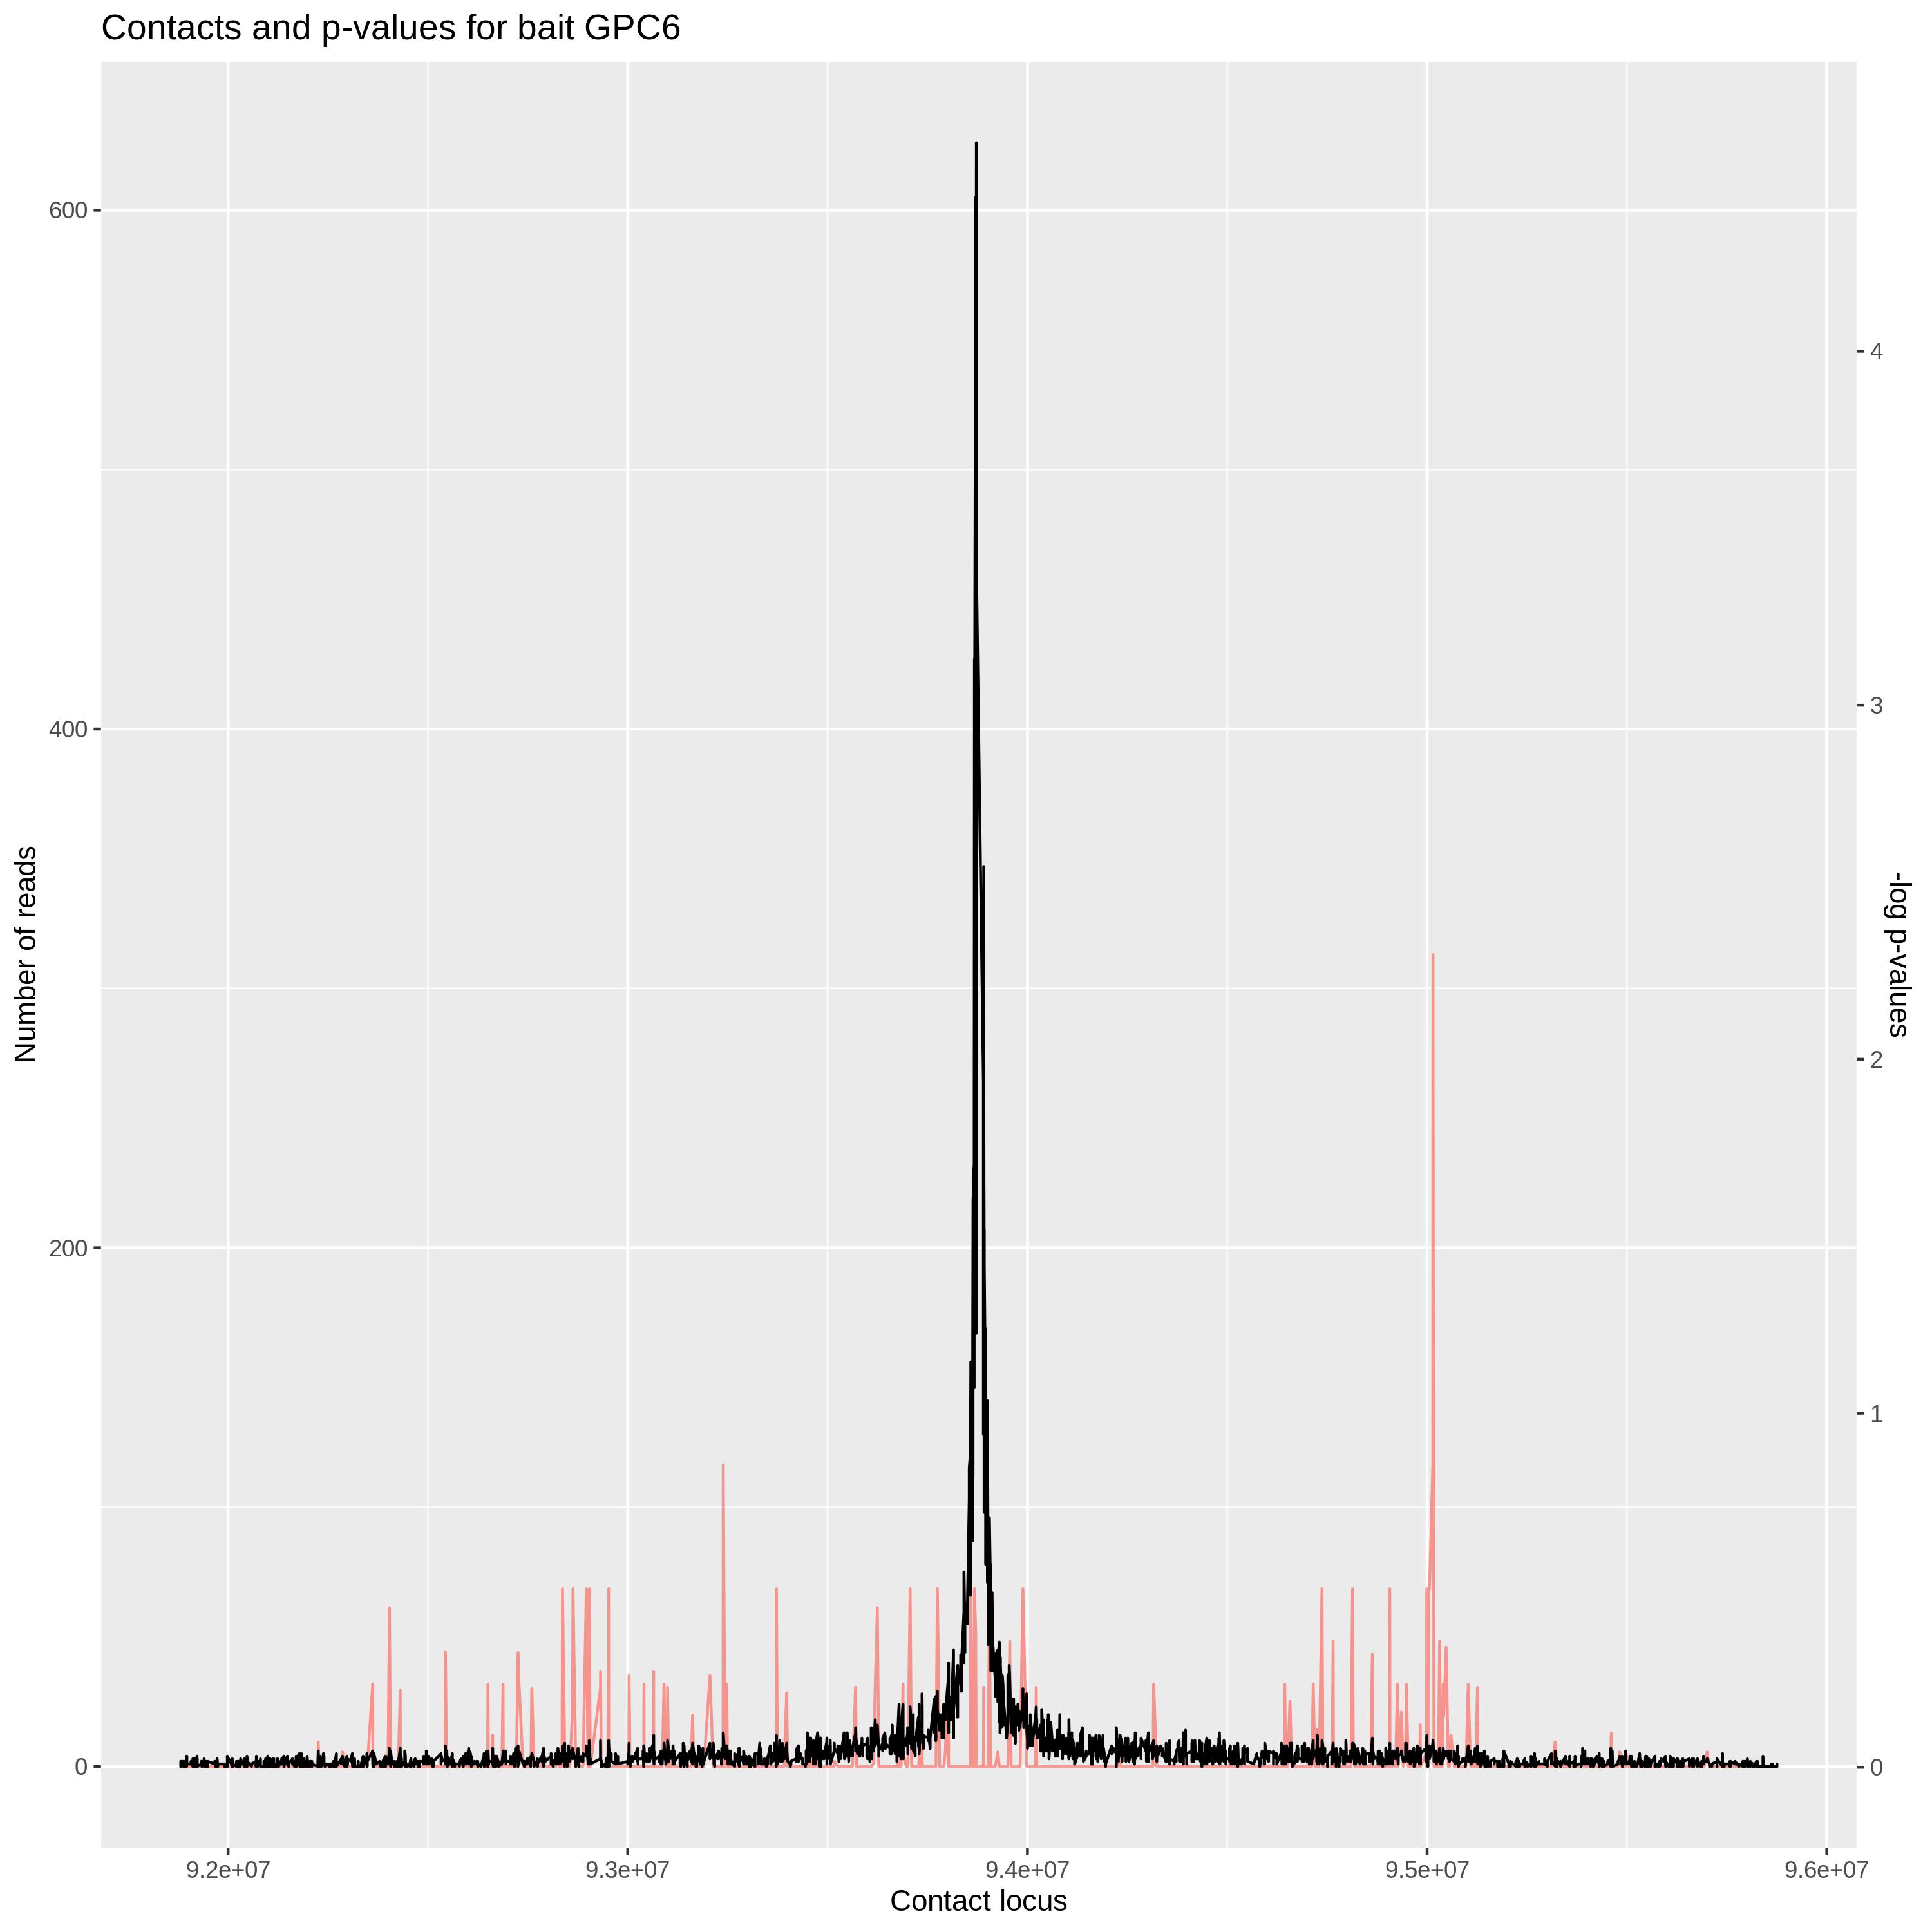 Contacts and p-values for bait GPC6
600
400
200
0
Number of reads
4
3
2
1
0
-log p-values
9.2e+07
9.3e+07
9.4e+07
9.5e+07
9.6e+07
Contact locus